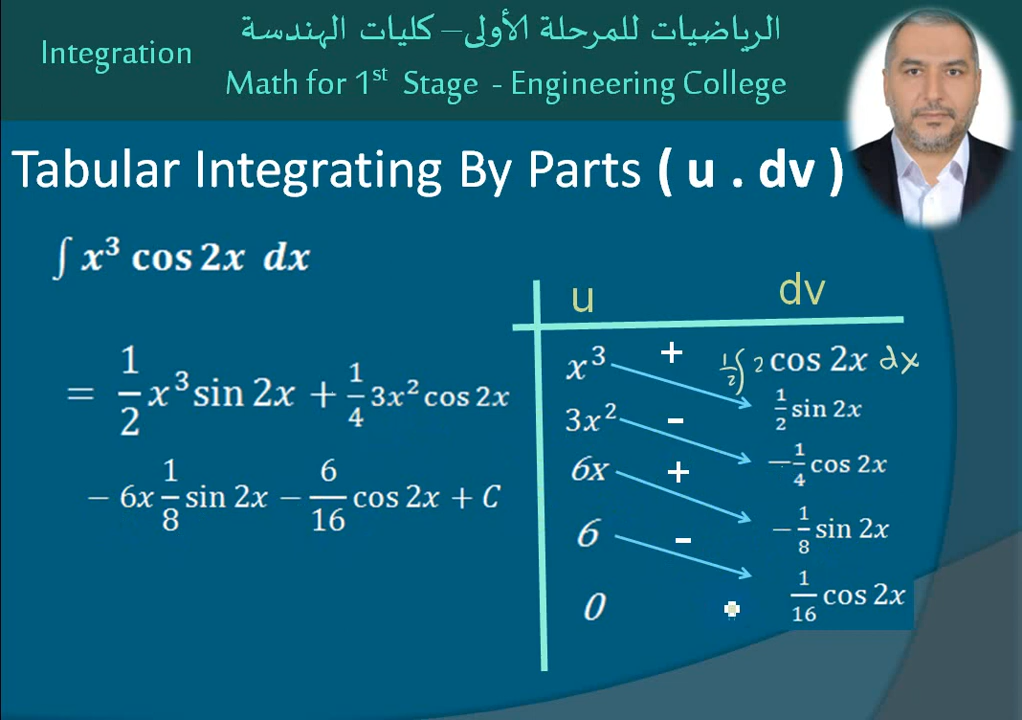 Integration
الرياضيات للمرحلة الأولى – كليات الهندسة
Math for 1st Stage - Engineering College
Tabular Integrating By Parts ( u . dv )
∫ x³ cos 2x dx
= 1/2 x³ sin 2x + 1/4 3x² cos 2x
− 6x 1/8 sin 2x − 6/16 cos 2x + C
u dv
x³ + 1/2 ∫ 2 cos 2x dx
1/2 sin 2x
3x² -
− 1/4 cos 2x
6x +
− 1/8 sin 2x
6 -
1/16 cos 2x
0